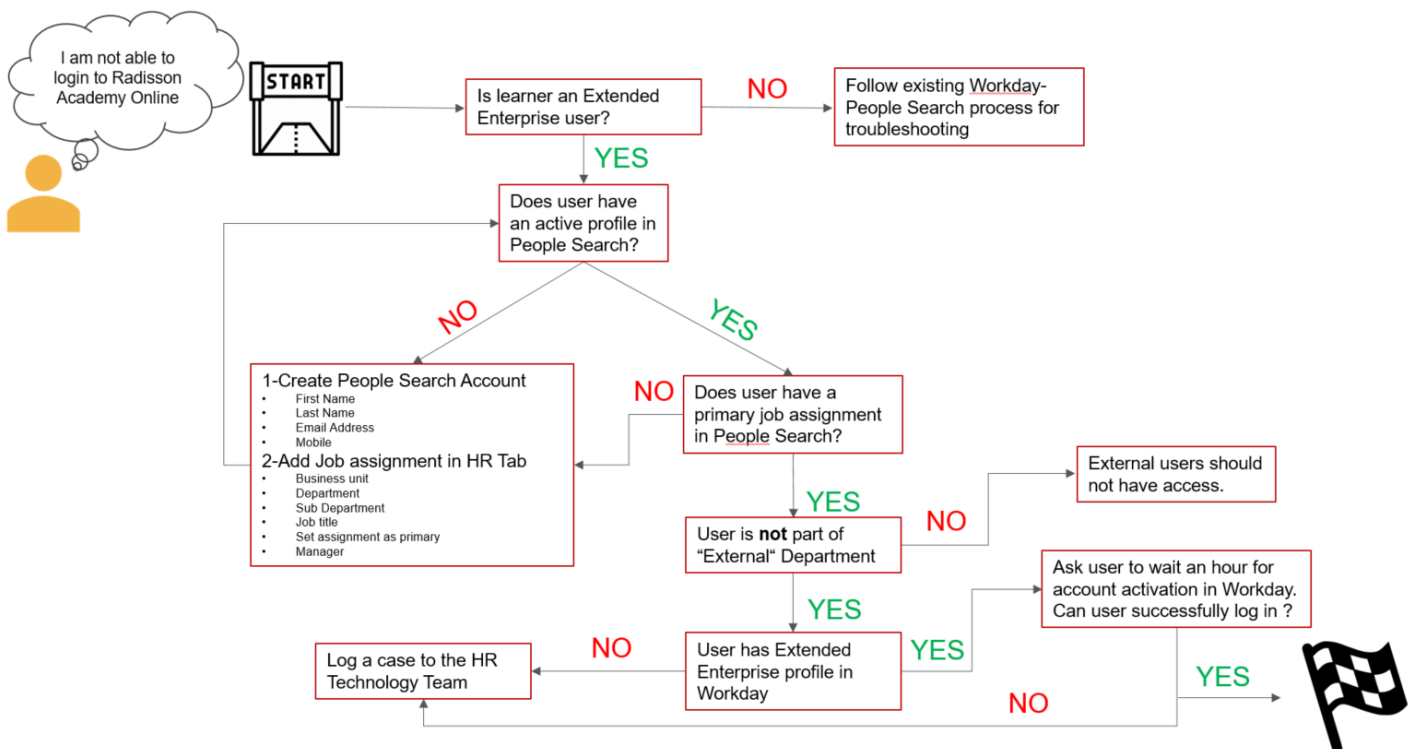 I am not able to
login to Radisson
Academy Online
START
Is learner an Extended
Enterprise user?
NO
Follow existing Workday-
People Search process for
troubleshooting
YES
Does user have
an active profile in
People Search?
NO
YES
1-Create People Search Account
• First Name
• Last Name
• Email Address
• Mobile
2-Add Job assignment in HR Tab
• Business unit
• Department
• Sub Department
• Job title
• Set assignment as primary
• Manager
NO
Does user have a
primary job assignment
in People Search?
YES
User is not part of
“External“ Department
NO
External users should
not have access.
YES
User has Extended
Enterprise profile in
Workday
NO
Log a case to the HR
Technology Team
YES
Ask user to wait an hour for
account activation in Workday.
Can user successfully log in ?
YES
NO